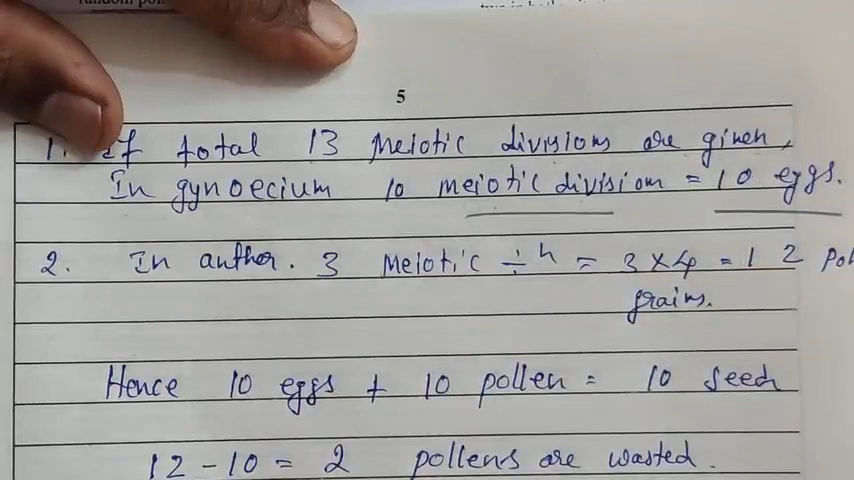 random pol
5
1. If total 13 Meiotic divisions are given,
In gynoecium 10 meiotic division = 10 eggs.
2. In anther. 3 Meiotic ÷n = 3×4 = 12 pol
grains.
Hence 10 eggs + 10 pollen = 10 seed
12-10 = 2 pollens are wasted.